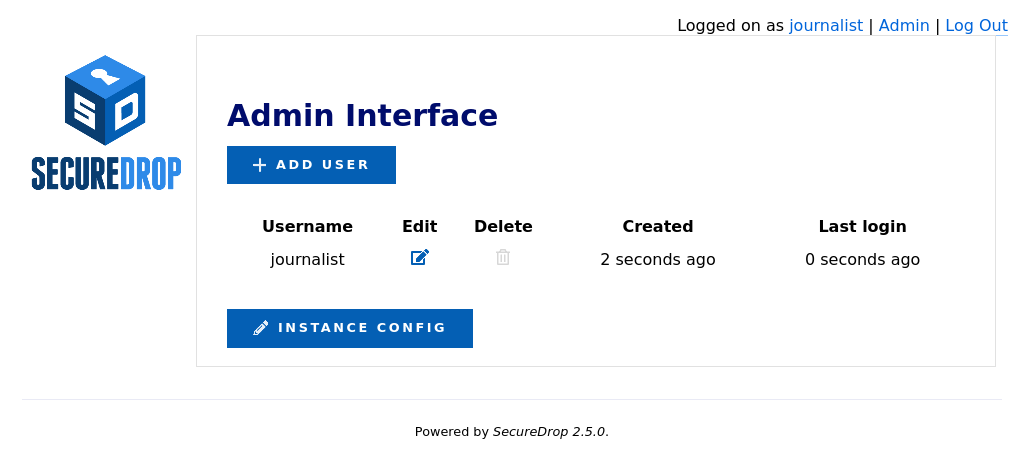 Logged on as journalist | Admin | Log Out
SD
SECUREDROP
Admin Interface
ADD USER
Username Edit Delete Created Last login
journalist 2 seconds ago 0 seconds ago
INSTANCE CONFIG
Powered by SecureDrop 2.5.0.